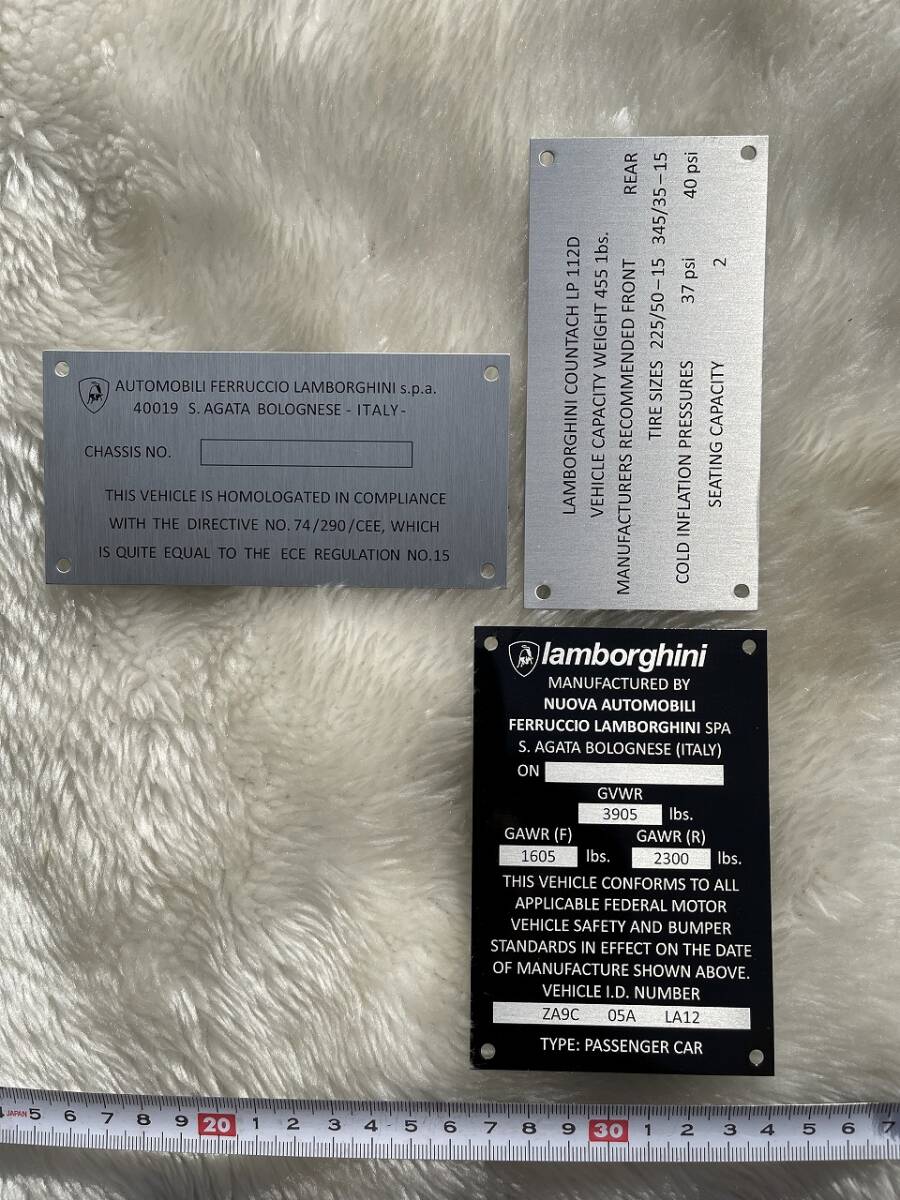 AUTOMOBILI FERRUCCIO LAMBORGHINI s.p.a.
40019 S. AGATA BOLOGNESE - ITALY-
CHASSIS NO.
THIS VEHICLE IS HOMOLOGATED IN COMPLIANCE
WITH THE DIRECTIVE NO. 74/290/CEE, WHICH
IS QUITE EQUAL TO THE ECE REGULATION NO.15
LAMBORGHINI COUNTACH LP 112D
VEHICLE CAPACITY WEIGHT 455 1bs.
MANUFACTURERS RECOMMENDED FRONT REAR
TIRE SIZES 225/50-15 345/35-15
COLD INFLATION PRESSURES 37 psi 40 psi
SEATING CAPACITY 2
lamborghini
MANUFACTURED BY
NUOVA AUTOMOBILI
FERRUCCIO LAMBORGHINI SPA
S. AGATA BOLOGNESE (ITALY)
ON
GVWR
3905 lbs.
GAWR (F) GAWR (R)
1605 lbs. 2300 lbs.
THIS VEHICLE CONFORMS TO ALL
APPLICABLE FEDERAL MOTOR
VEHICLE SAFETY AND BUMPER
STANDARDS IN EFFECT ON THE DATE
OF MANUFACTURE SHOWN ABOVE.
VEHICLE I.D. NUMBER
ZA9C 05A LA12
TYPE: PASSENGER CAR
JAPAN 5 6 7 8 9 20 1 2 3 4 5 6 7 8 9 30 1 2 3 4 5 6 7